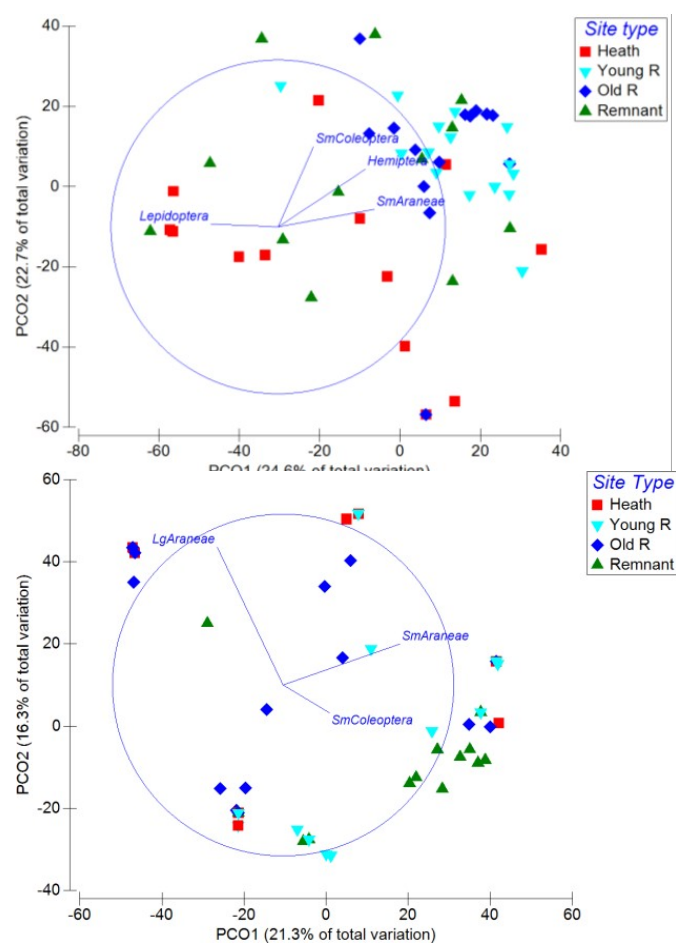 Site type
Heath
Young R
Old R
Remnant
40
20
0
-20
-40
-60
PCO2 (22.7% of total variation)
SmColeoptera
Hemiptera
SmAraneae
Lepidoptera
-80 -60 -40 -20 0 20 40
PCO1 (24.6% of total variation)
Site Type
Heath
Young R
Old R
Remnant
60
40
20
0
-20
-40
PCO2 (16.3% of total variation)
LgAraneae
SmAraneae
SmColeoptera
-60 -40 -20 0 20 40 60
PCO1 (21.3% of total variation)